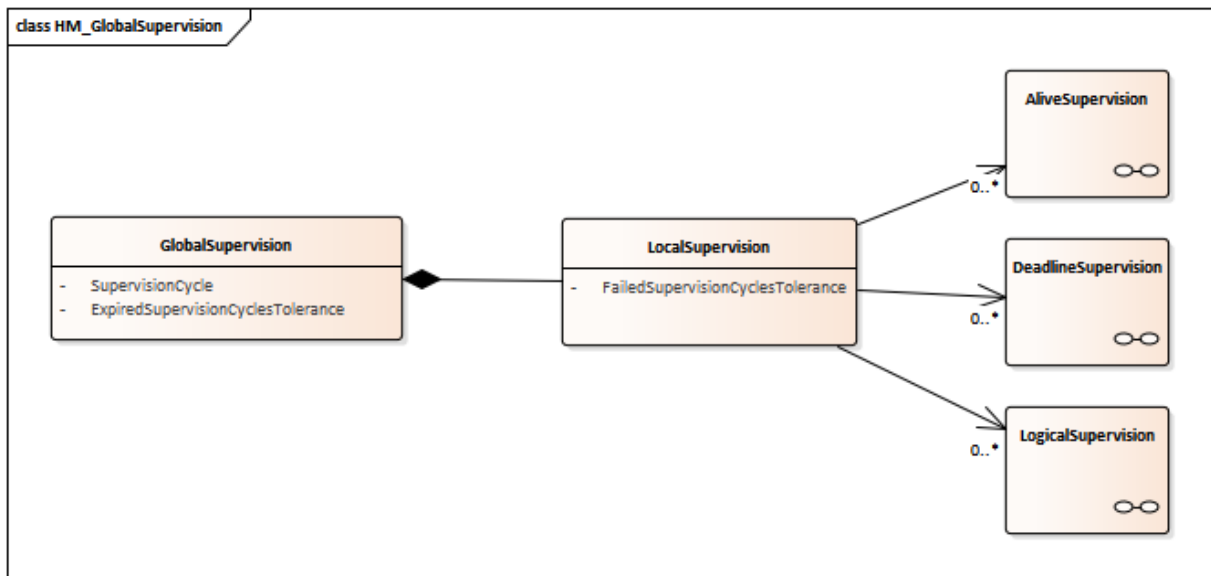 class HM_GlobalSupervision
AliveSupervision
0..*
GlobalSupervision
- SupervisionCycle
- ExpiredSupervisionCyclesTolerance
LocalSupervision
- FailedSupervisionCyclesTolerance
DeadlineSupervision
0..*
LogicalSupervision
0..*